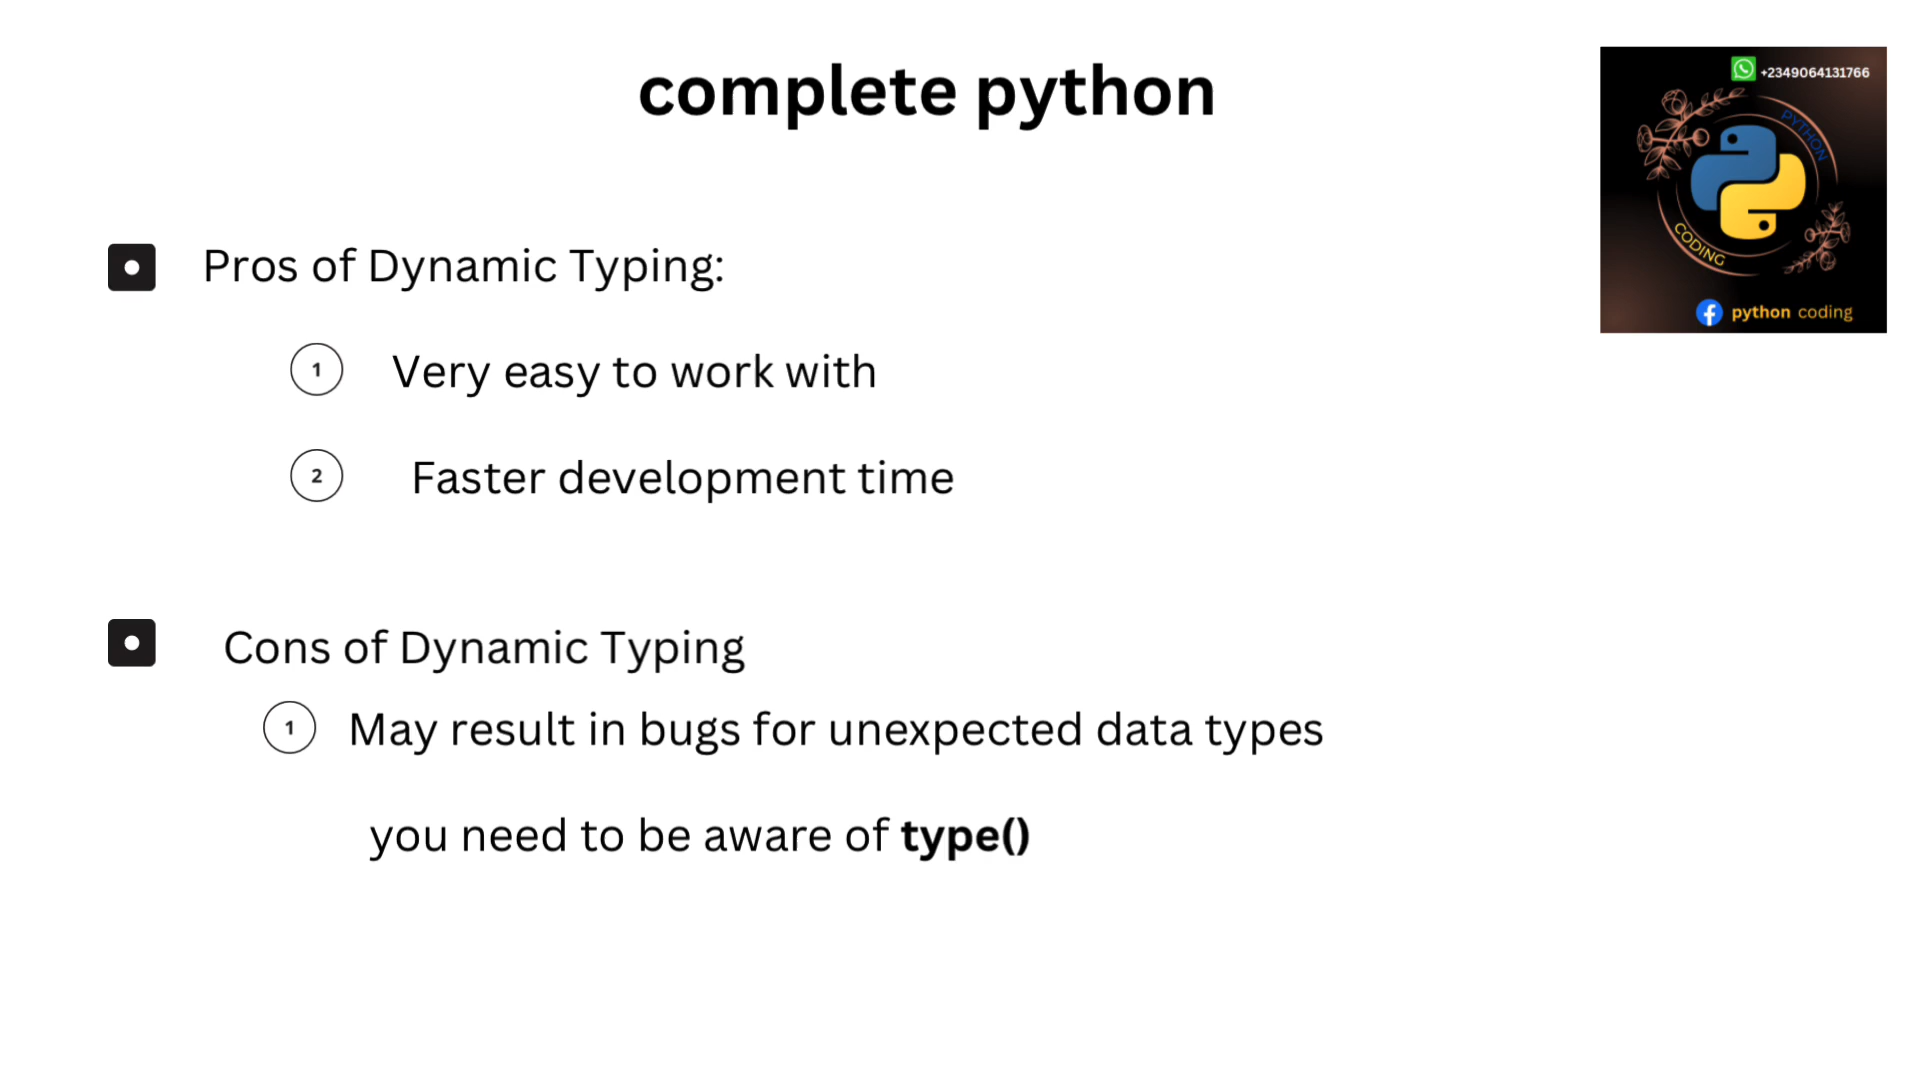 complete python
+2349064131766
PYTHON
CODING
python coding
Pros of Dynamic Typing:
1 Very easy to work with
2 Faster development time
Cons of Dynamic Typing
1 May result in bugs for unexpected data types
you need to be aware of type()